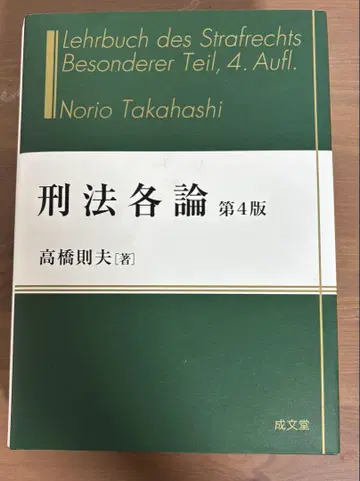 Lehrbuch des Strafrechts
Besonderer Teil, 4. Aufl.
Norio Takahashi
刑法各論 第4版
高橋則夫[著]
成文堂